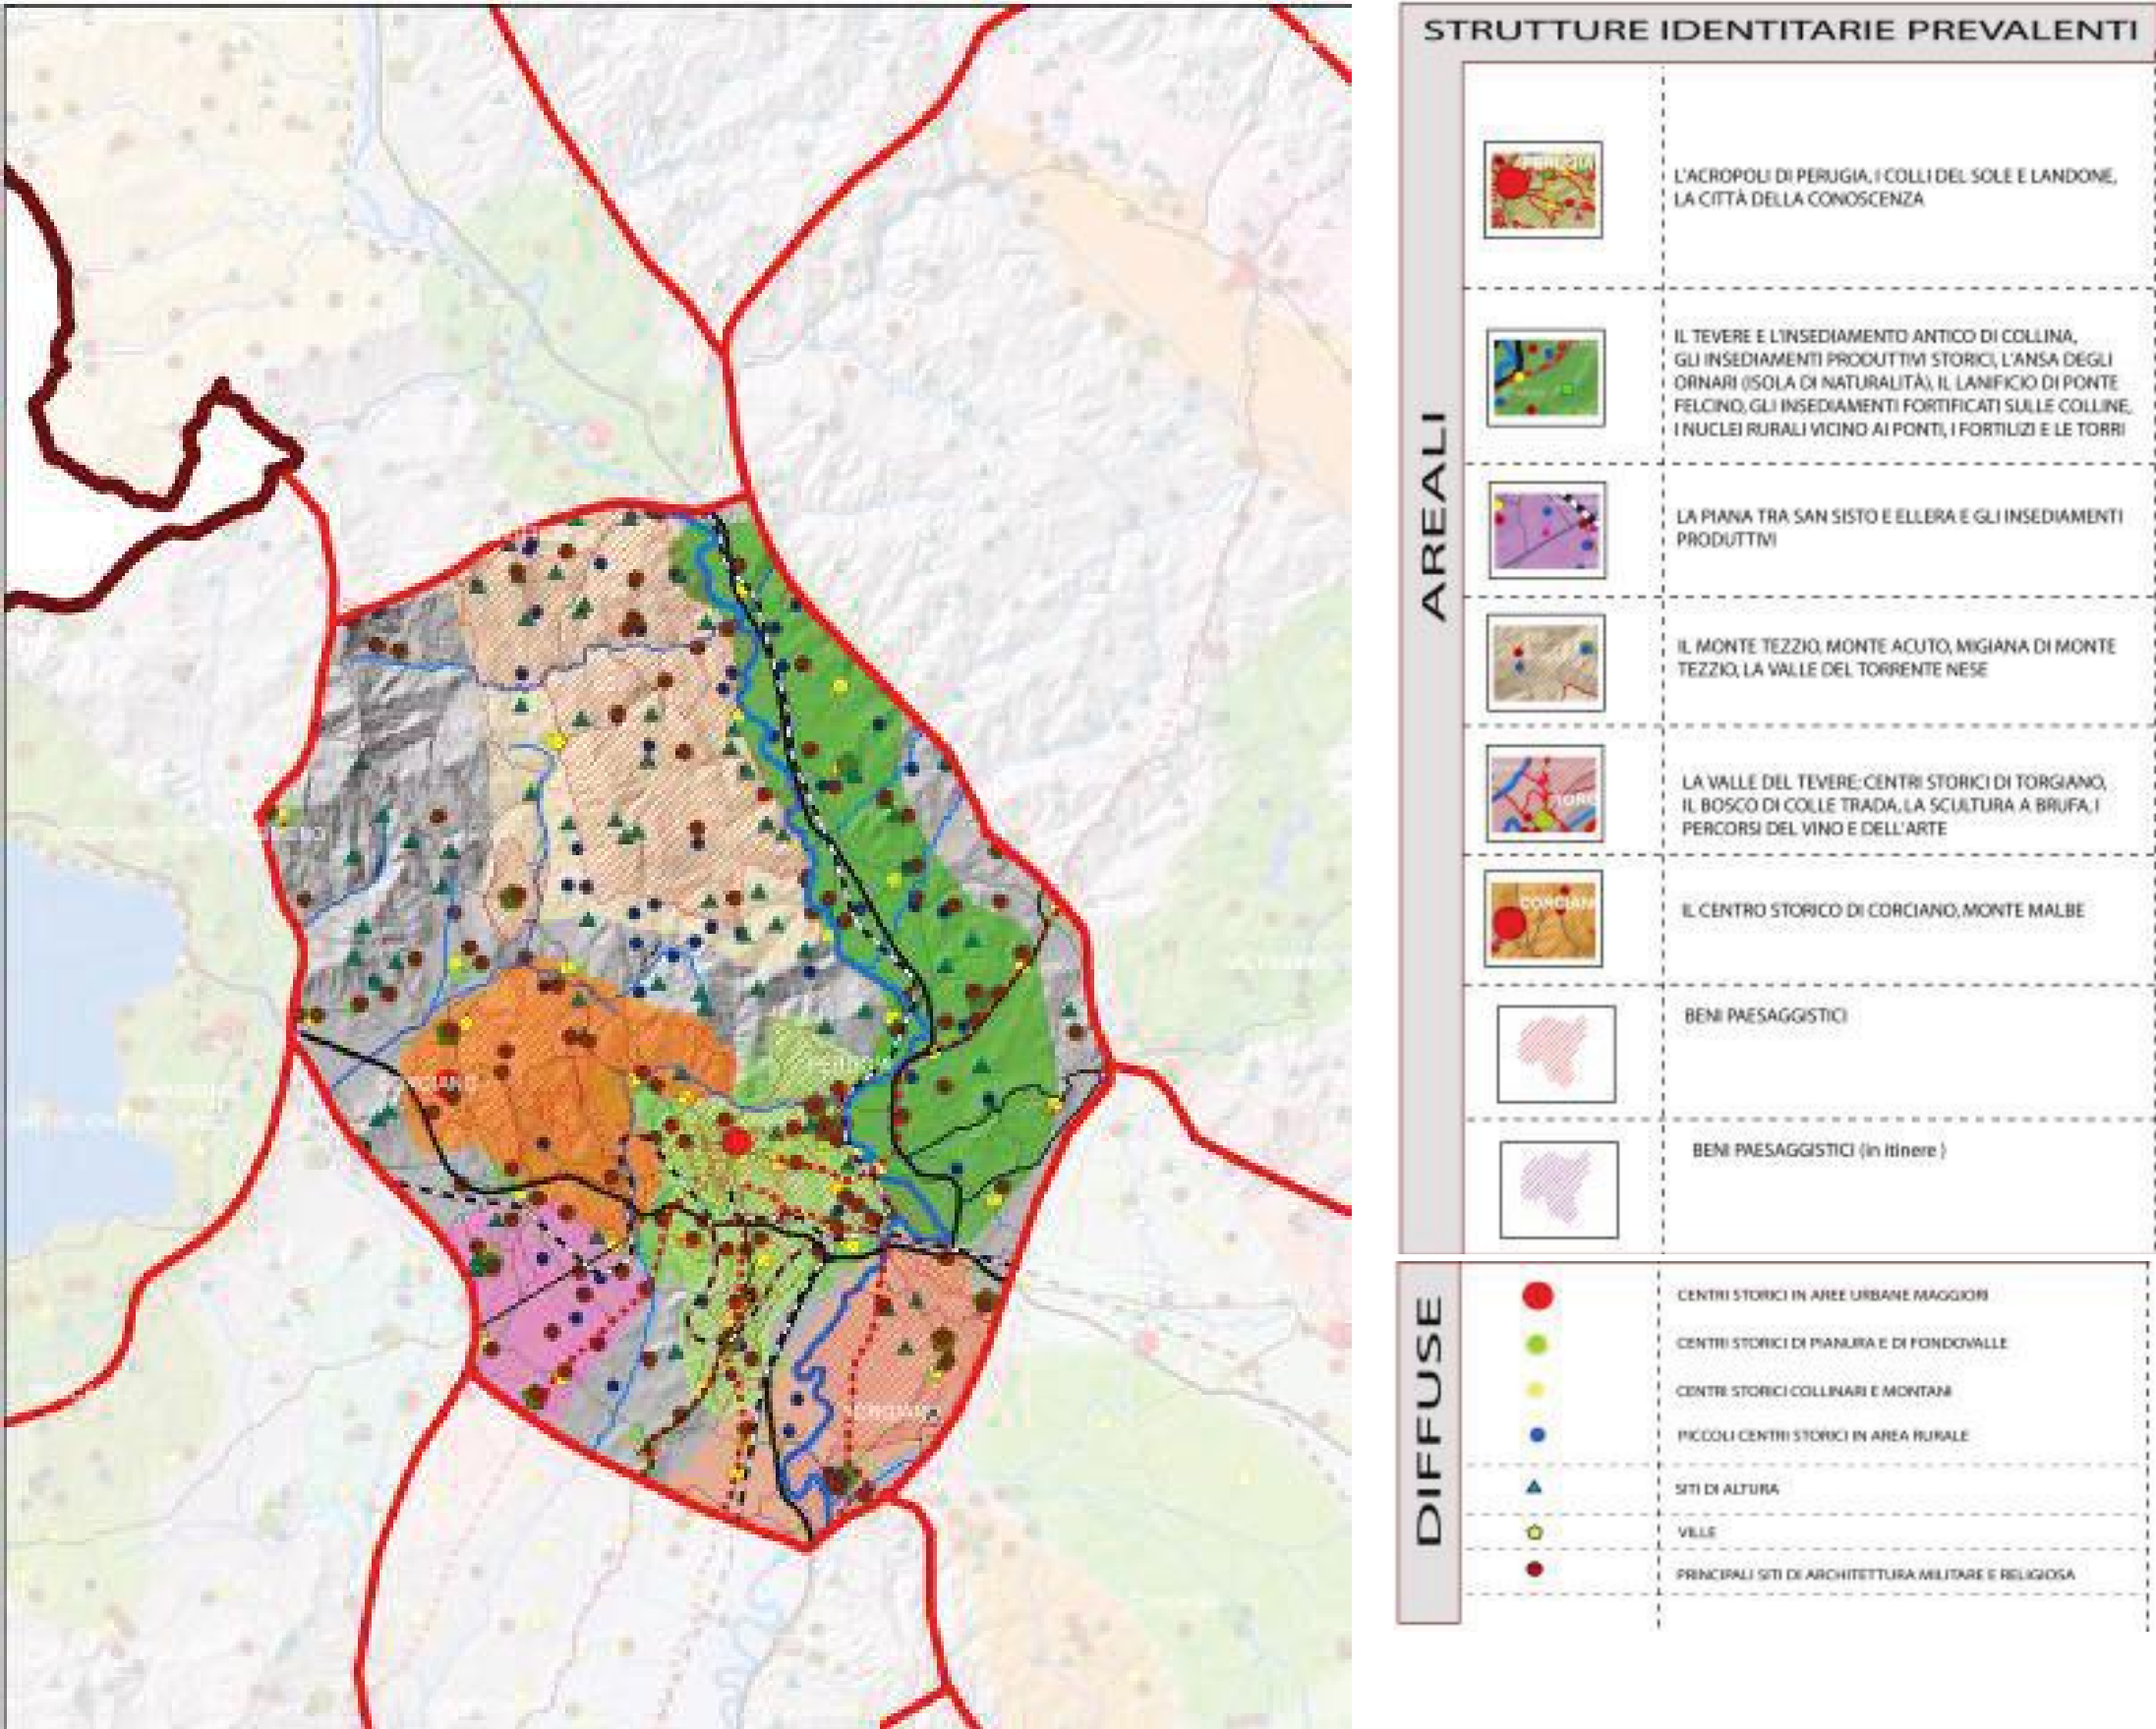 STRUTTURE IDENTITARIE PREVALENTI
AREALI
PERUGIA
L'ACROPOLI DI PERUGIA, I COLLI DEL SOLE E LANDONE,
LA CITTÀ DELLA CONOSCENZA
IL TEVERE E L'INSEDIAMENTO ANTICO DI COLLINA,
GLI INSEDIAMENTI PRODUTTIVI STORICI, L'ANSA DEGLI
ORNARI (ISOLA DI NATURALITÀ), IL LANIFICIO DI PONTE
FELCINO, GLI INSEDIAMENTI FORTIFICATI SULLE COLLINE,
I NUCLEI RURALI VICINO AI PONTI, I FORTILIZI E LE TORRI
LA PIANA TRA SAN SISTO E ELLERA E GLI INSEDIAMENTI
PRODUTTIVI
IL MONTE TEZZIO, MONTE ACUTO, MIGIANA DI MONTE
TEZZIO, LA VALLE DEL TORRENTE NESE
TORG
LA VALLE DEL TEVERE; CENTRI STORICI DI TORGIANO,
IL BOSCO DI COLLE TRADA, LA SCULTURA A BRUFA, I
PERCORSI DEL VINO E DELL'ARTE
CORCIAN
IL CENTRO STORICO DI CORCIANO, MONTE MALBE
BENI PAESAGGISTICI
BENI PAESAGGISTICI (in itinere )
DIFFUSE
CENTRI STORICI IN AREE URBANE MAGGIORI
CENTRI STORICI DI PIANURA E DI FONDOVALLE
CENTRI STORICI COLLINARI E MONTANI
PICCOLI CENTRI STORICI IN AREA RURALE
SITI DI ALTURA
VILLE
PRINCIPALI SITI DI ARCHITETTURA MILITARE E RELIGIOSA
CORCIANO
TORGIANO